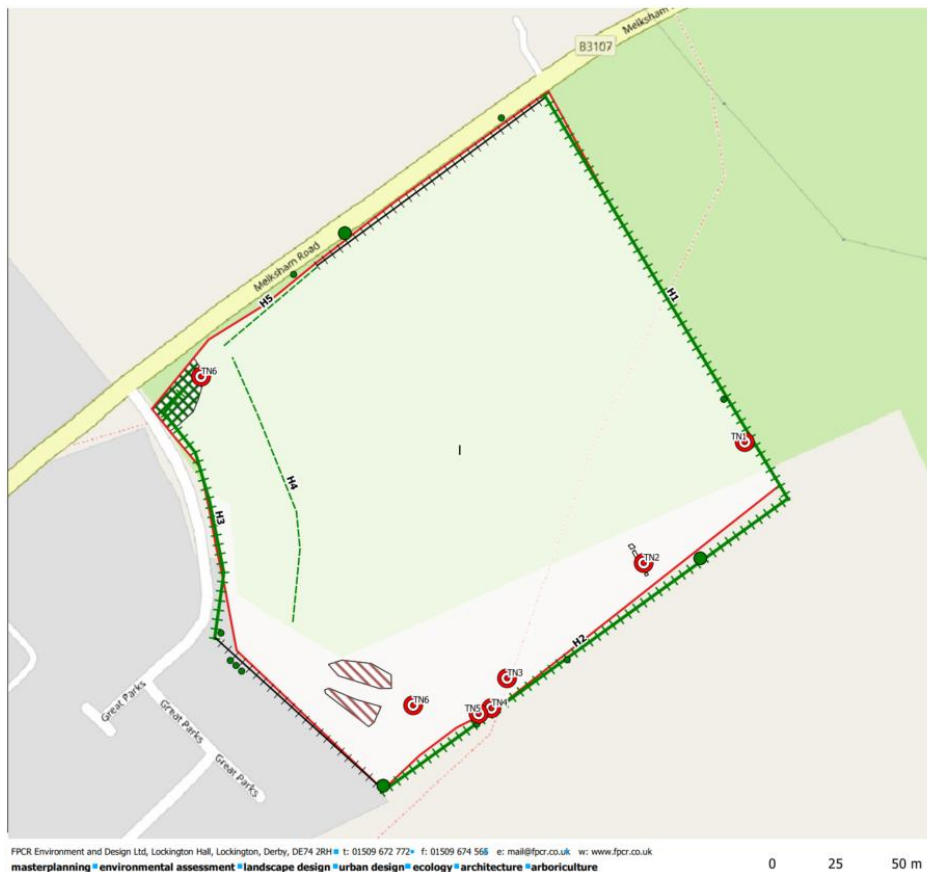 Melksham
B3107
Melksham Road
H5
H1
TN6
TN1
I
H4
H3
TN2
H2
TN3
TN6
TN5
TN4
Great Parks
Great Parks
Great Parks
FPCR Environment and Design Ltd, Lockington Hall, Lockington, Derby, DE74 2RH ▪ t: 01509 672 772 ▪ f: 01509 674 565 e: mail@fpcr.co.uk w: www.fpcr.co.uk
masterplanning ▪ environmental assessment ▪ landscape design ▪ urban design ▪ ecology ▪ architecture ▪ arboriculture
0 25 50 m